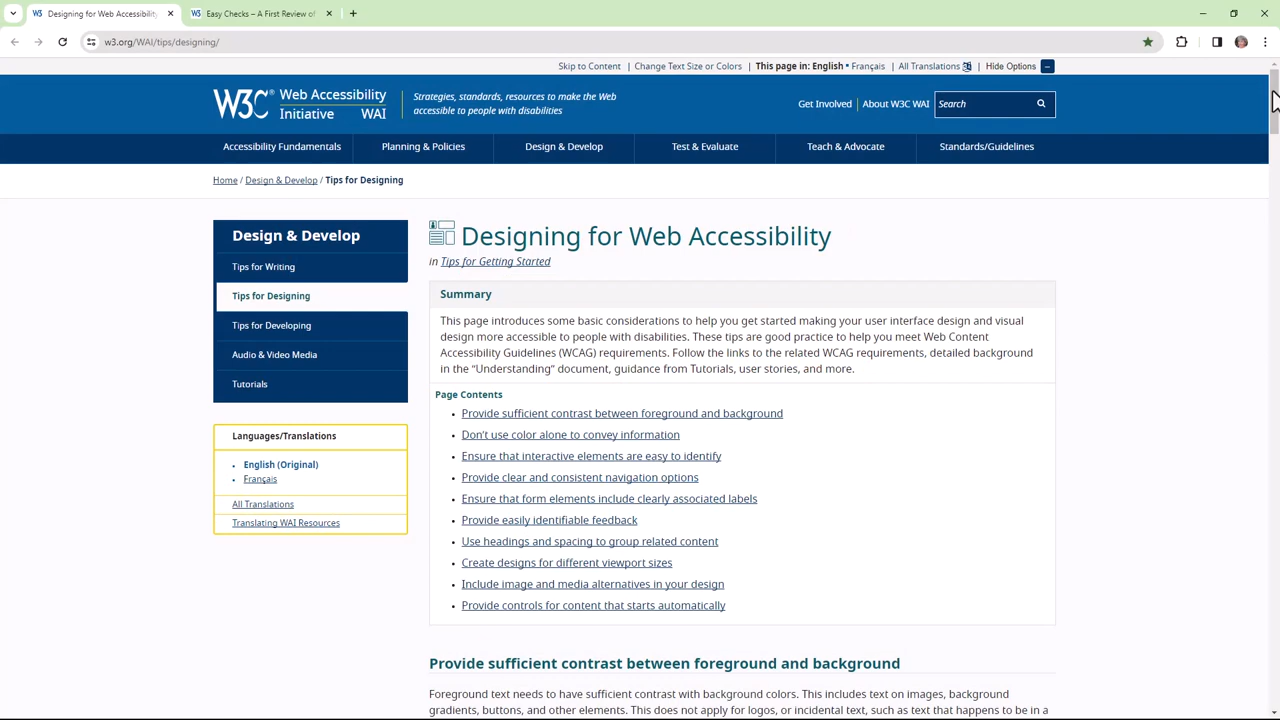 Designing for Web Accessibility
Easy Checks – A First Review of
w3.org/WAI/tips/designing/
Skip to Content | Change Text Size or Colors | This page in: English • Français | All Translations Hide Options
W3C® Web Accessibility Initiative WAI
Strategies, standards, resources to make the Web
accessible to people with disabilities
Get Involved | About W3C WAI
Search
Accessibility Fundamentals
Planning & Policies
Design & Develop
Test & Evaluate
Teach & Advocate
Standards/Guidelines
Home / Design & Develop / Tips for Designing
Design & Develop
Tips for Writing
Tips for Designing
Tips for Developing
Audio & Video Media
Tutorials
Languages/Translations
• English (Original)
• Français
All Translations
Translating WAI Resources
Designing for Web Accessibility
in Tips for Getting Started
Summary
This page introduces some basic considerations to help you get started making your user interface design and visual
design more accessible to people with disabilities. These tips are good practice to help you meet Web Content
Accessibility Guidelines (WCAG) requirements. Follow the links to the related WCAG requirements, detailed background
in the “Understanding” document, guidance from Tutorials, user stories, and more.
Page Contents
• Provide sufficient contrast between foreground and background
• Don’t use color alone to convey information
• Ensure that interactive elements are easy to identify
• Provide clear and consistent navigation options
• Ensure that form elements include clearly associated labels
• Provide easily identifiable feedback
• Use headings and spacing to group related content
• Create designs for different viewport sizes
• Include image and media alternatives in your design
• Provide controls for content that starts automatically
Provide sufficient contrast between foreground and background
Foreground text needs to have sufficient contrast with background colors. This includes text on images, background
gradients, buttons, and other elements. This does not apply for logos, or incidental text, such as text that happens to be in a